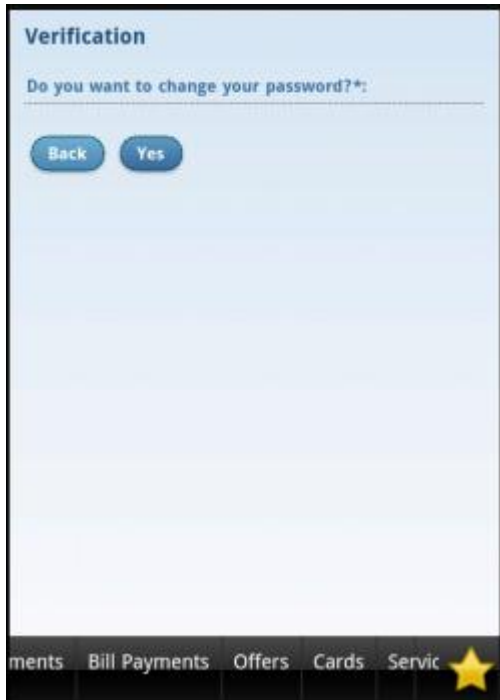 Verification
Do you want to change your password?*:
Back Yes
ments Bill Payments Offers Cards Servic